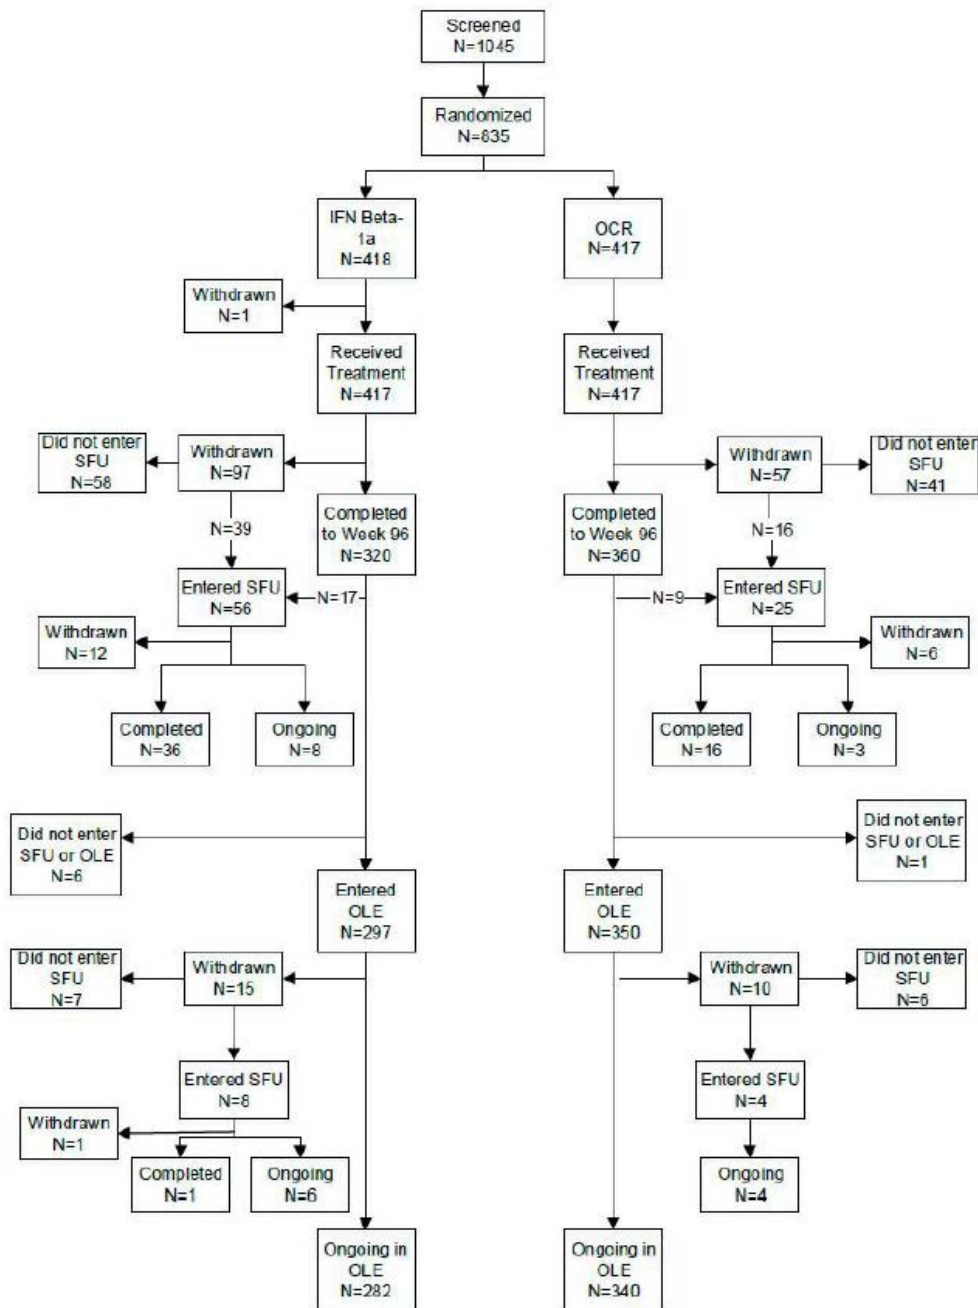 Screened
N=1045
Randomized
N=835
IFN Beta-
1a
N=418
OCR
N=417
Withdrawn
N=1
Received
Treatment
N=417
Received
Treatment
N=417
Did not enter
SFU
N=58
Withdrawn
N=97
Withdrawn
N=57
Did not enter
SFU
N=41
N=39
Completed
to Week 96
N=320
Completed
to Week 96
N=360
N=16
Entered SFU
N=56
N=17
N=9
Entered SFU
N=25
Withdrawn
N=12
Withdrawn
N=6
Completed
N=36
Ongoing
N=8
Completed
N=16
Ongoing
N=3
Did not enter
SFU or OLE
N=6
Did not enter
SFU or OLE
N=1
Entered
OLE
N=297
Entered
OLE
N=350
Did not enter
SFU
N=7
Withdrawn
N=15
Withdrawn
N=10
Did not enter
SFU
N=6
Entered SFU
N=8
Entered SFU
N=4
Withdrawn
N=1
Completed
N=1
Ongoing
N=6
Ongoing
N=4
Ongoing in
OLE
N=282
Ongoing in
OLE
N=340